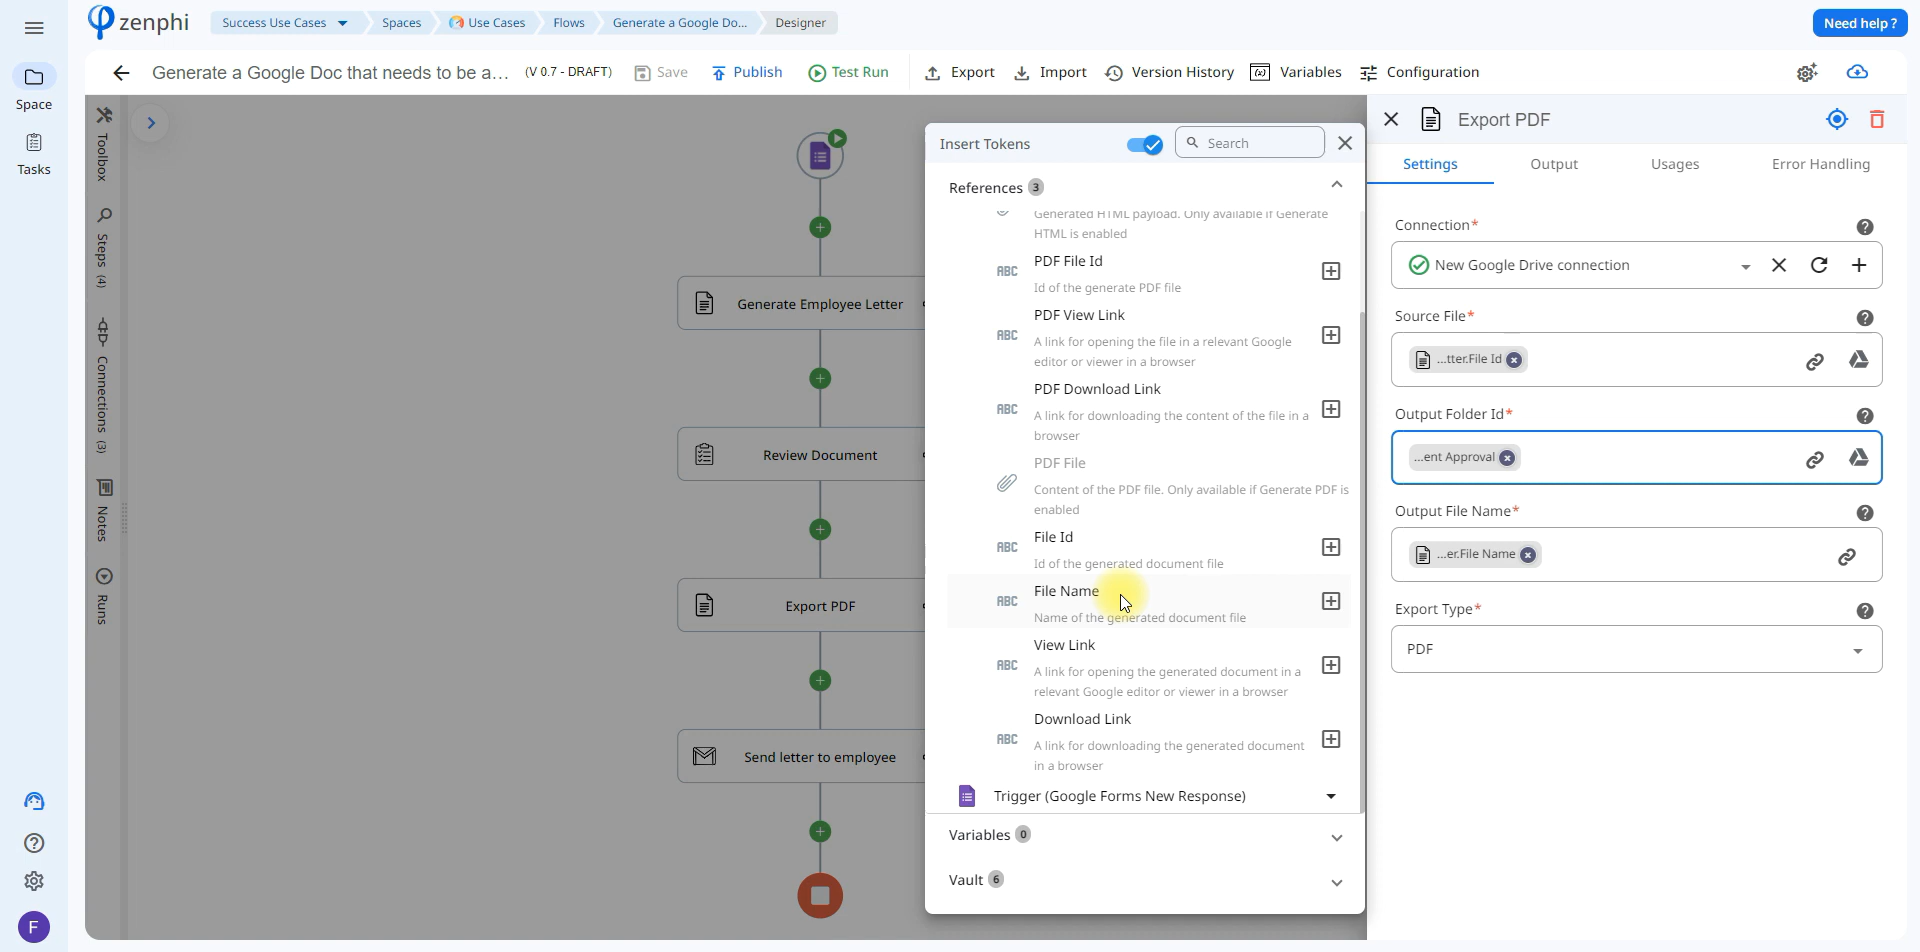 zenphi
Success Use Cases
Spaces
Use Cases
Flows
Generate a Google Do...
Designer
Need help ?
Generate a Google Doc that needs to be a...
(V 0.7 - DRAFT)
Save
Publish
Test Run
Export
Import
Version History
Variables
Configuration
Space
Tasks
Toolbox
Steps (4)
Connections (3)
Notes
Runs
Generate Employee Letter
Review Document
Export PDF
Send letter to employee
Insert Tokens
Search
References 3
Generated HTML payload. Only available if Generate
HTML is enabled
ABC
PDF File Id
Id of the generate PDF file
ABC
PDF View Link
A link for opening the file in a relevant Google
editor or viewer in a browser
ABC
PDF Download Link
A link for downloading the content of the file in a
browser
PDF File
Content of the PDF file. Only available if Generate PDF is
enabled
ABC
File Id
Id of the generated document file
ABC
File Name
Name of the generated document file
ABC
View Link
A link for opening the generated document in a
relevant Google editor or viewer in a browser
ABC
Download Link
A link for downloading the generated document
in a browser
Trigger (Google Forms New Response)
Variables 0
Vault 6
Export PDF
Settings
Output
Usages
Error Handling
Connection*
New Google Drive connection
Source File*
...tter.File Id
Output Folder Id*
...ent Approval
Output File Name*
...er.File Name
Export Type*
PDF
F